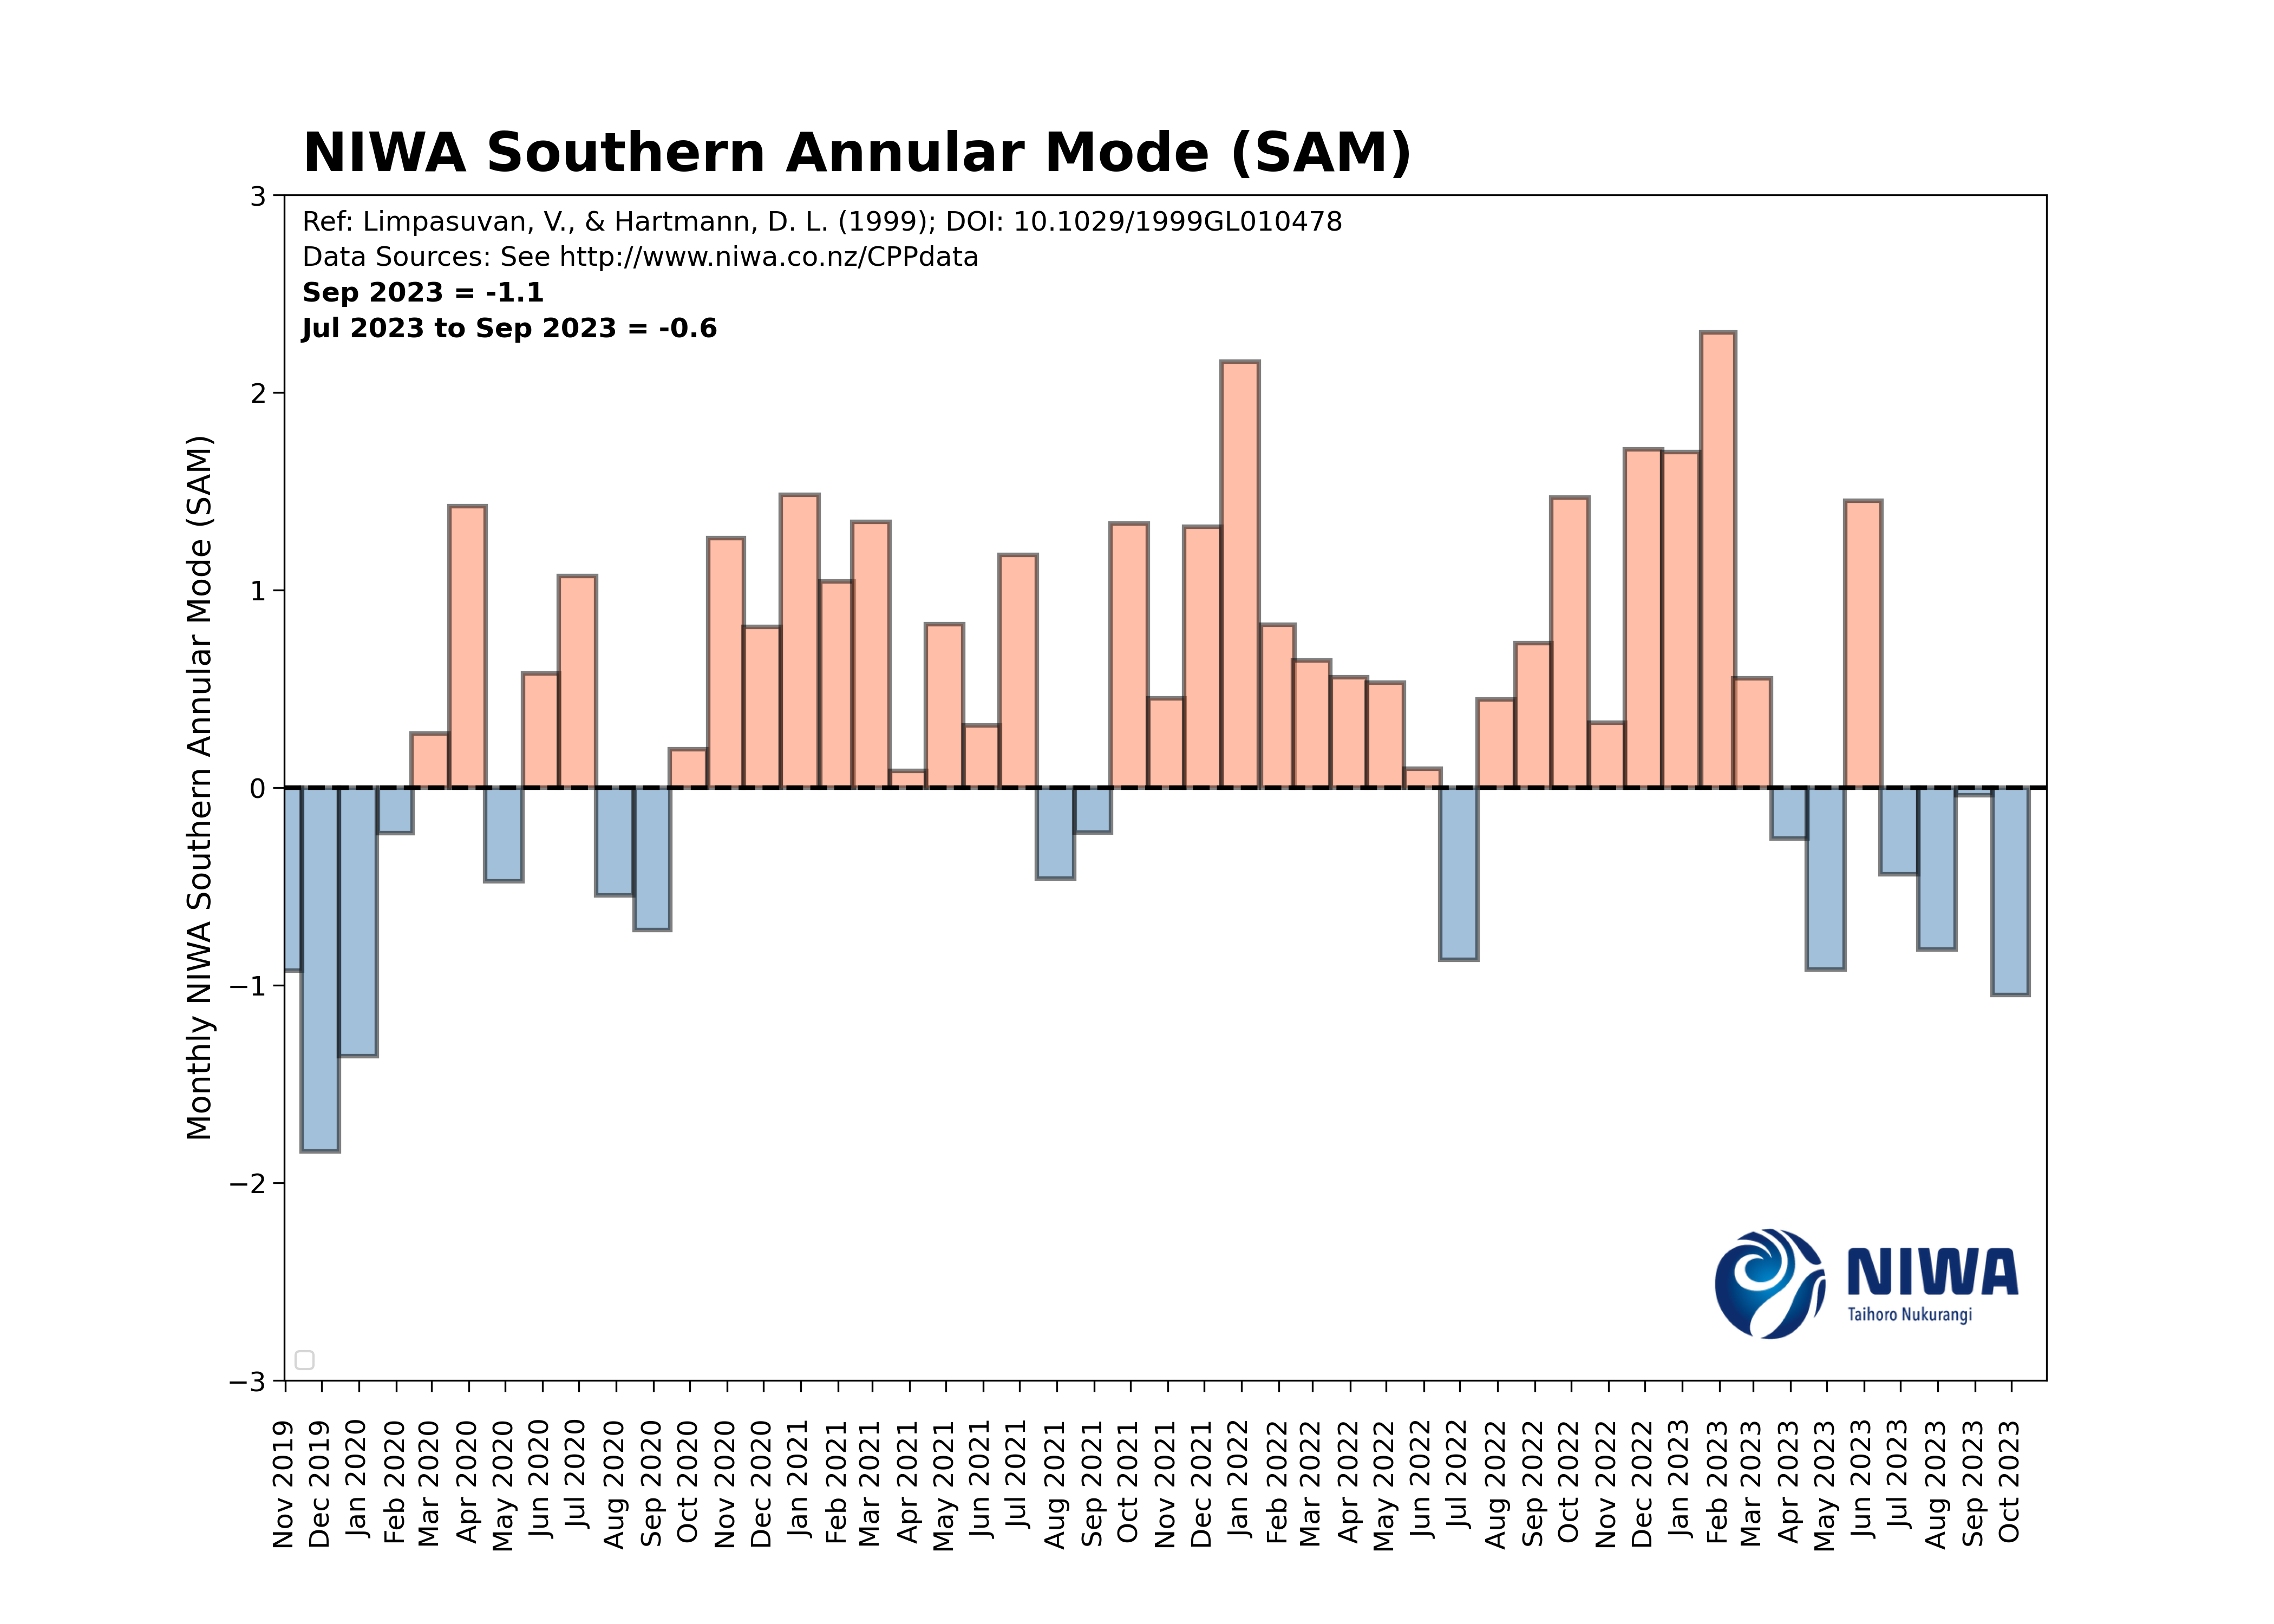 NIWA Southern Annular Mode (SAM)
Ref: Limpasuvan, V., & Hartmann, D. L. (1999); DOI: 10.1029/1999GL010478
Data Sources: See http://www.niwa.co.nz/CPPdata
Sep 2023 = -1.1
Jul 2023 to Sep 2023 = -0.6
Monthly NIWA Southern Annular Mode (SAM)
3
2
1
0
−1
−2
−3
NIWA
Taihoro Nukurangi
Nov 2019
Dec 2019
Jan 2020
Feb 2020
Mar 2020
Apr 2020
May 2020
Jun 2020
Jul 2020
Aug 2020
Sep 2020
Oct 2020
Nov 2020
Dec 2020
Jan 2021
Feb 2021
Mar 2021
Apr 2021
May 2021
Jun 2021
Jul 2021
Aug 2021
Sep 2021
Oct 2021
Nov 2021
Dec 2021
Jan 2022
Feb 2022
Mar 2022
Apr 2022
May 2022
Jun 2022
Jul 2022
Aug 2022
Sep 2022
Oct 2022
Nov 2022
Dec 2022
Jan 2023
Feb 2023
Mar 2023
Apr 2023
May 2023
Jun 2023
Jul 2023
Aug 2023
Sep 2023
Oct 2023